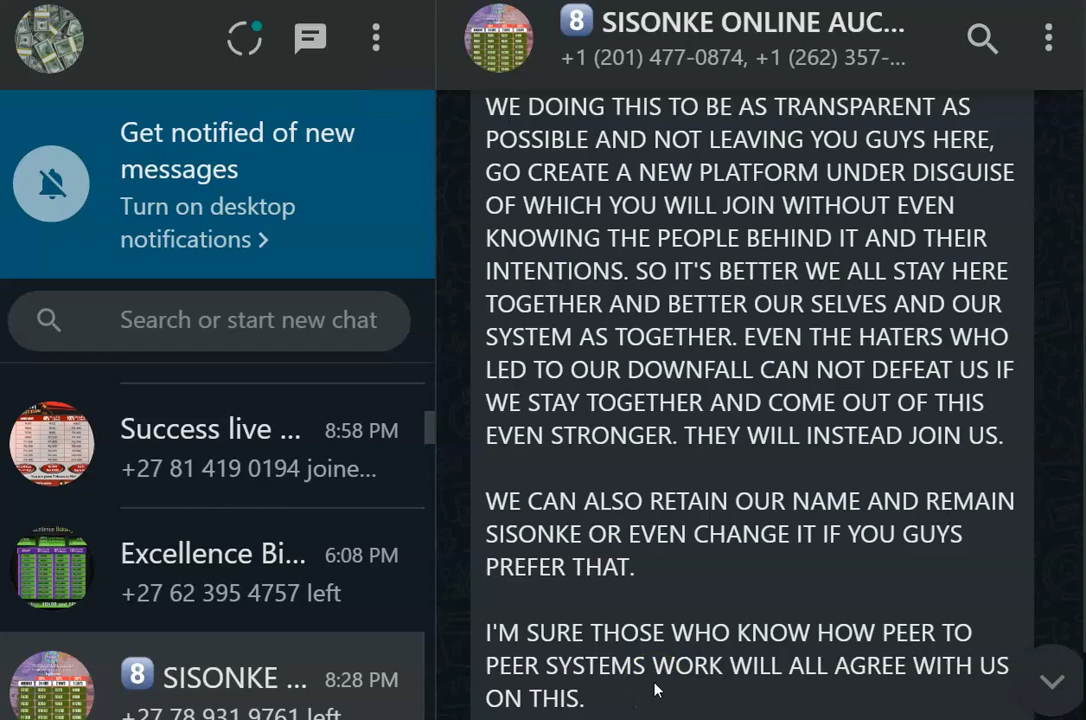 Get notified of new
messages
Turn on desktop
notifications >
Search or start new chat
Success live ... 8:58 PM
+27 81 419 0194 joine...
Excellence Bi... 6:08 PM
+27 62 395 4757 left
8 SISONKE ... 8:28 PM
+27 78 931 9761 left
8 SISONKE ONLINE AUC...
+1 (201) 477-0874, +1 (262) 357-...
WE DOING THIS TO BE AS TRANSPARENT AS
POSSIBLE AND NOT LEAVING YOU GUYS HERE,
GO CREATE A NEW PLATFORM UNDER DISGUISE
OF WHICH YOU WILL JOIN WITHOUT EVEN
KNOWING THE PEOPLE BEHIND IT AND THEIR
INTENTIONS. SO IT'S BETTER WE ALL STAY HERE
TOGETHER AND BETTER OUR SELVES AND OUR
SYSTEM AS TOGETHER. EVEN THE HATERS WHO
LED TO OUR DOWNFALL CAN NOT DEFEAT US IF
WE STAY TOGETHER AND COME OUT OF THIS
EVEN STRONGER. THEY WILL INSTEAD JOIN US.
WE CAN ALSO RETAIN OUR NAME AND REMAIN
SISONKE OR EVEN CHANGE IT IF YOU GUYS
PREFER THAT.
I'M SURE THOSE WHO KNOW HOW PEER TO
PEER SYSTEMS WORK WILL ALL AGREE WITH US
ON THIS.